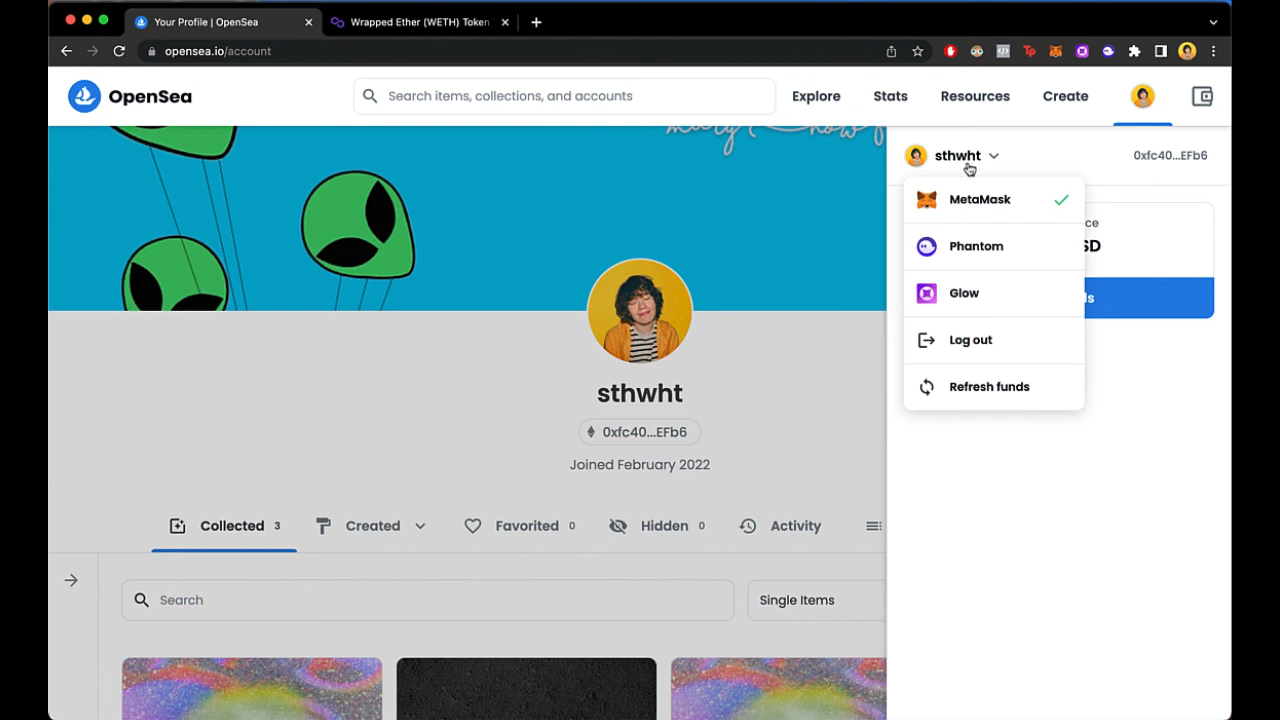 Your Profile | OpenSea
Wrapped Ether (WETH) Token
opensea.io/account
OpenSea
Search items, collections, and accounts
Explore
Stats
Resources
Create
sthwht
0xfc40...EFb6
MetaMask
Phantom
Glow
Log out
Refresh funds
sthwht
0xfc40...EFb6
Joined February 2022
Collected 3
Created
Favorited 0
Hidden 0
Activity
Search
Single Items